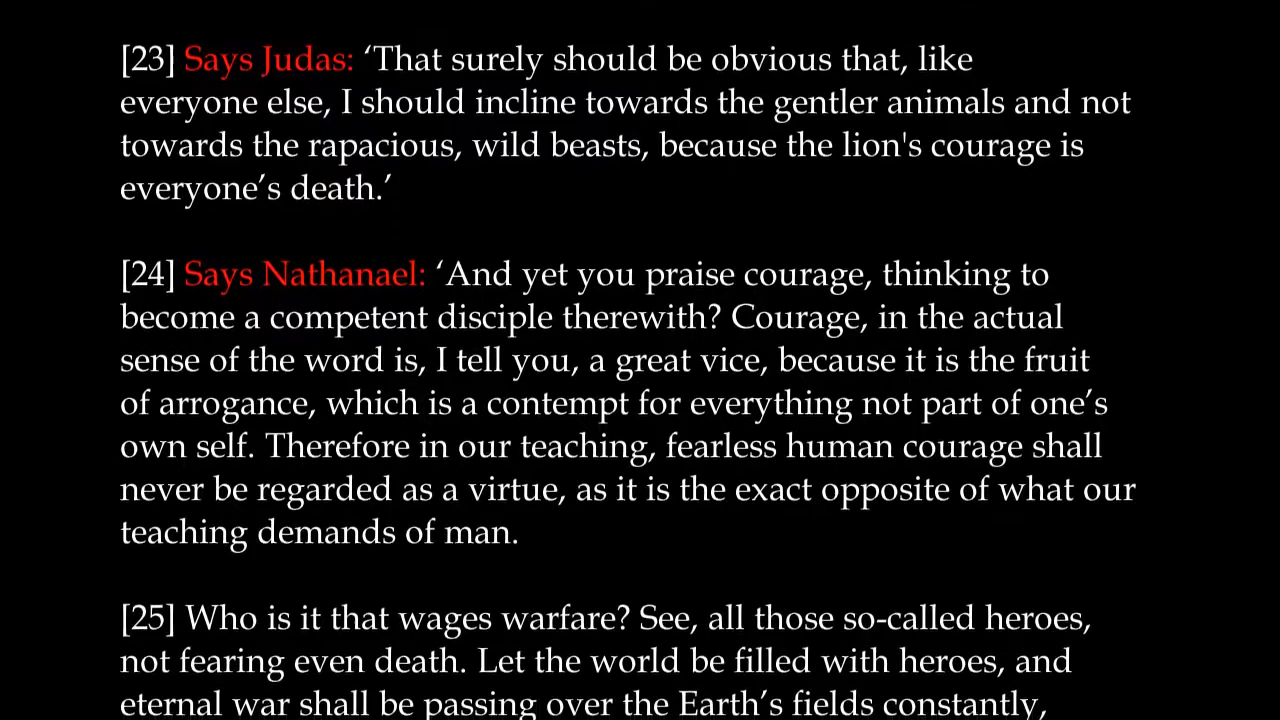 [23] Says Judas: ‘That surely should be obvious that, like
everyone else, I should incline towards the gentler animals and not
towards the rapacious, wild beasts, because the lion's courage is
everyone’s death.’
[24] Says Nathanael: ‘And yet you praise courage, thinking to
become a competent disciple therewith? Courage, in the actual
sense of the word is, I tell you, a great vice, because it is the fruit
of arrogance, which is a contempt for everything not part of one’s
own self. Therefore in our teaching, fearless human courage shall
never be regarded as a virtue, as it is the exact opposite of what our
teaching demands of man.
[25] Who is it that wages warfare? See, all those so-called heroes,
not fearing even death. Let the world be filled with heroes, and
eternal war shall be passing over the Earth’s fields constantly,